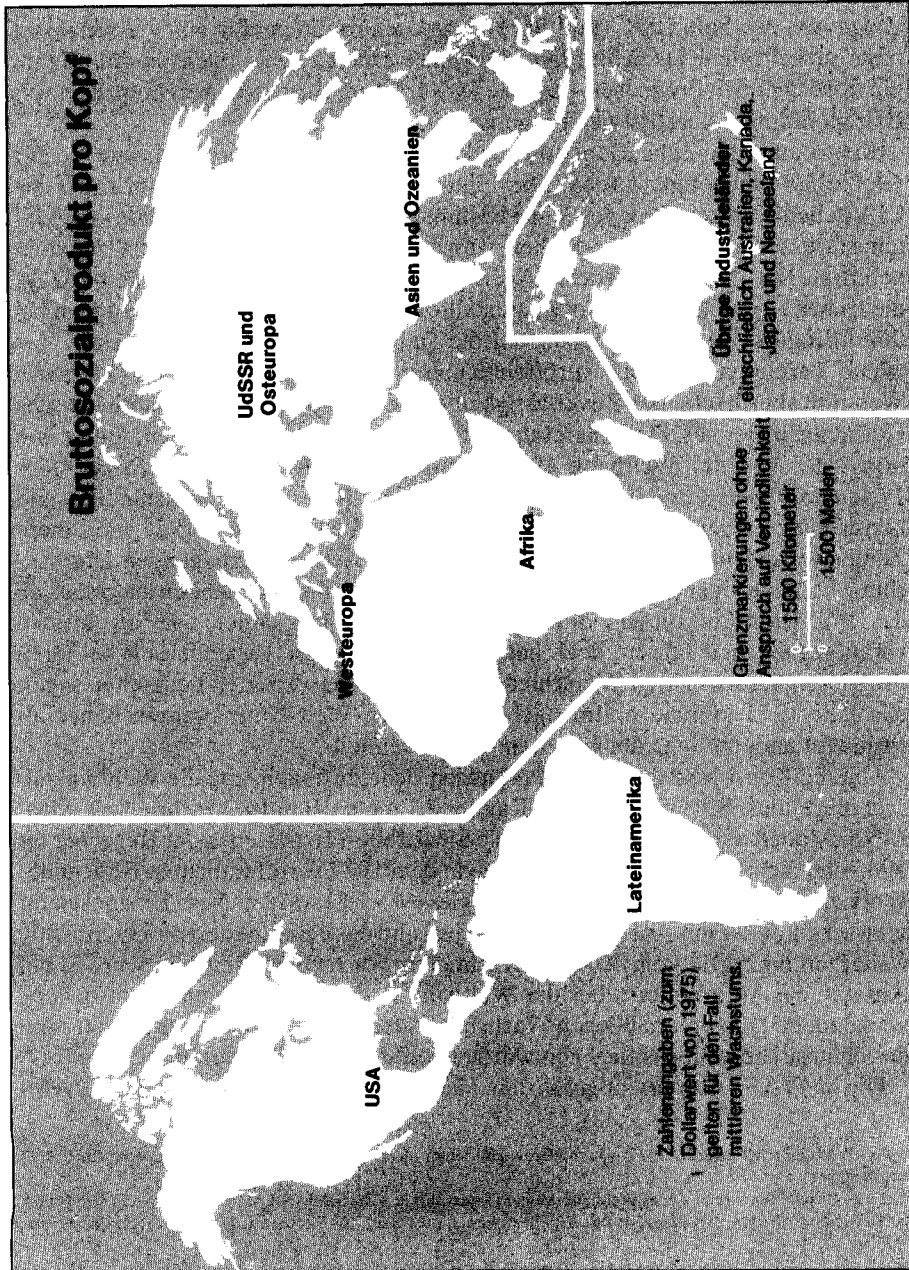 Bruttosozialprodukt pro Kopf
USA
Westeuropa
UdSSR und
Osteuropa
Asien und Ozeanien
Afrika
Lateinamerika
Übrige Industrieländer
einschließlich Australien, Kanada,
Japan und Neuseeland
Zahlenangaben (zum
Dollarwert von 1975)
gelten für den Fall
mittleren Wachstums.
Grenzmarkierungen ohne
Anspruch auf Verbindlichkeit
0 1500 Kilometer
0 1500 Meilen